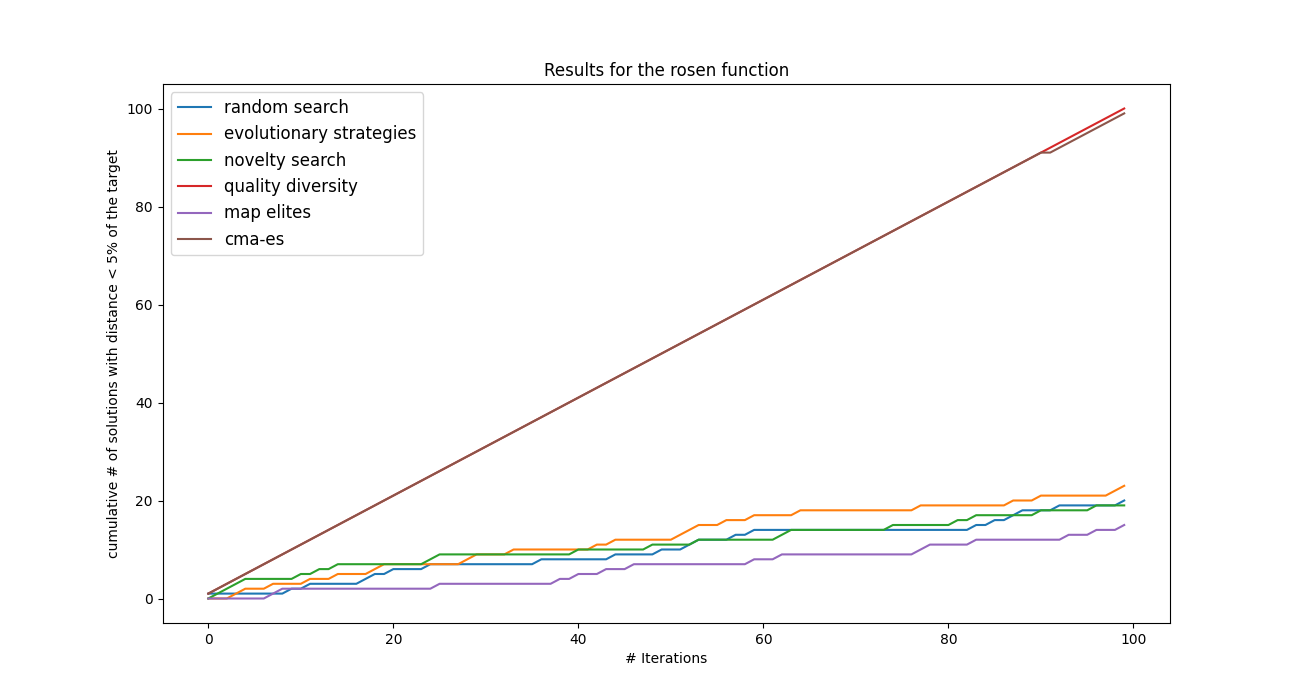 Results for the rosen function
random search
evolutionary strategies
novelty search
quality diversity
map elites
cma-es
cumulative # of solutions with distance < 5% of the target
100
80
60
40
20
0
0 20 40 60 80 100
# Iterations